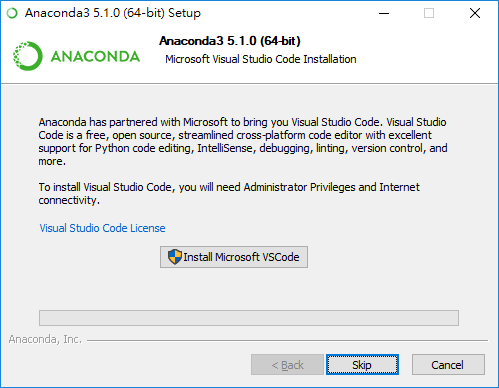 Anaconda3 5.1.0 (64-bit) Setup
ANACONDA
Anaconda3 5.1.0 (64-bit)
Microsoft Visual Studio Code Installation
Anaconda has partnered with Microsoft to bring you Visual Studio Code. Visual Studio
Code is a free, open source, streamlined cross-platform code editor with excellent
support for Python code editing, IntelliSense, debugging, linting, version control, and
more.
To install Visual Studio Code, you will need Administrator Privileges and Internet
connectivity.
Visual Studio Code License
Install Microsoft VSCode
Anaconda, Inc.
< Back
Skip
Cancel